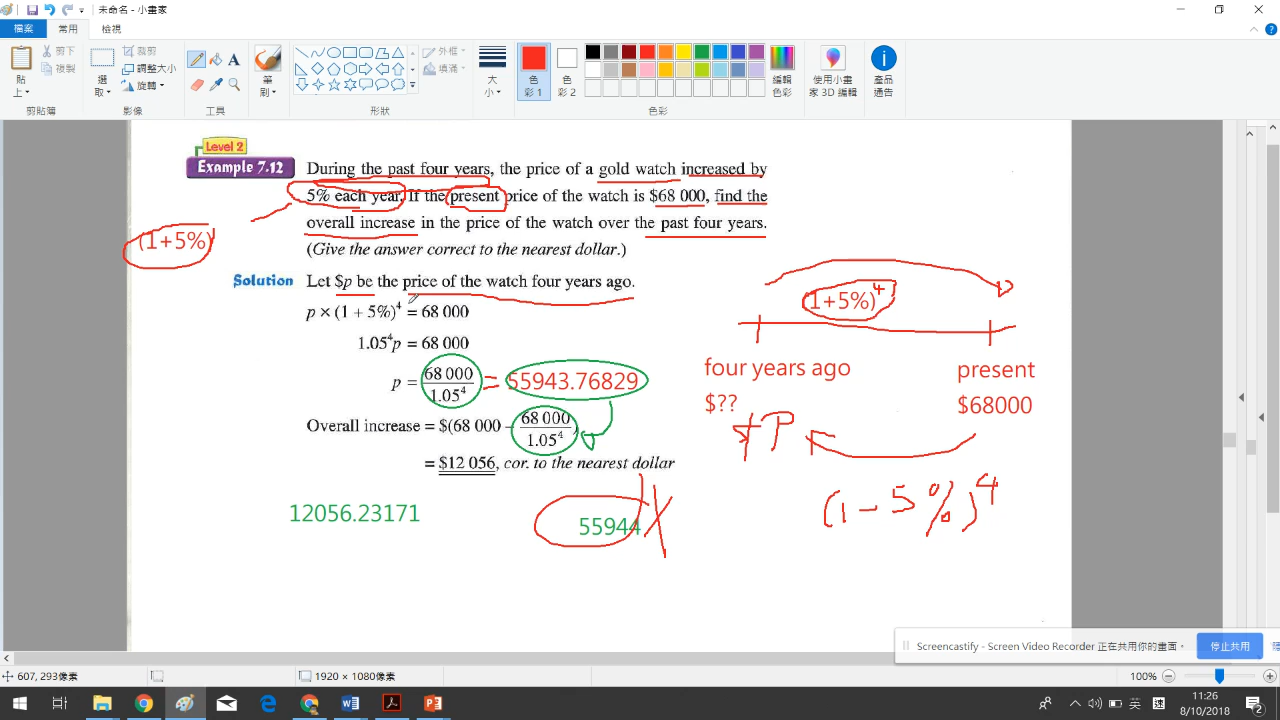 未命名 - 小畫家
檔案 常用 檢視
貼上 剪下 複製 剪貼簿
選取 裁剪 調整大小 旋轉 影像
A 工具
筆刷
外框 填滿 形狀
大小
色彩 1 色彩 2
編輯色彩 色彩
使用小畫家 3D 編輯
產品通告
Level 2
Example 7.12 During the past four years, the price of a gold watch increased by
5% each year. If the present price of the watch is $68 000, find the
overall increase in the price of the watch over the past four years.
(1+5%)
(Give the answer correct to the nearest dollar.)
Solution Let $p be the price of the watch four years ago.
p × (1 + 5%)⁴ = 68 000
(1+5%)⁴
1.05⁴p = 68 000
p = 68 000 / 1.05⁴ = 55943.76829
four years ago present
$?? $68000
$P
Overall increase = $(68 000 – 68 000 / 1.05⁴)
= $12 056, cor. to the nearest dollar
12056.23171 55944
(1-5%)⁴
Screencastify - Screen Video Recorder 正在共用你的畫面。 停止共用
607, 293像素 1920 × 1080像素 100%
英 11:26
8/10/2018 2